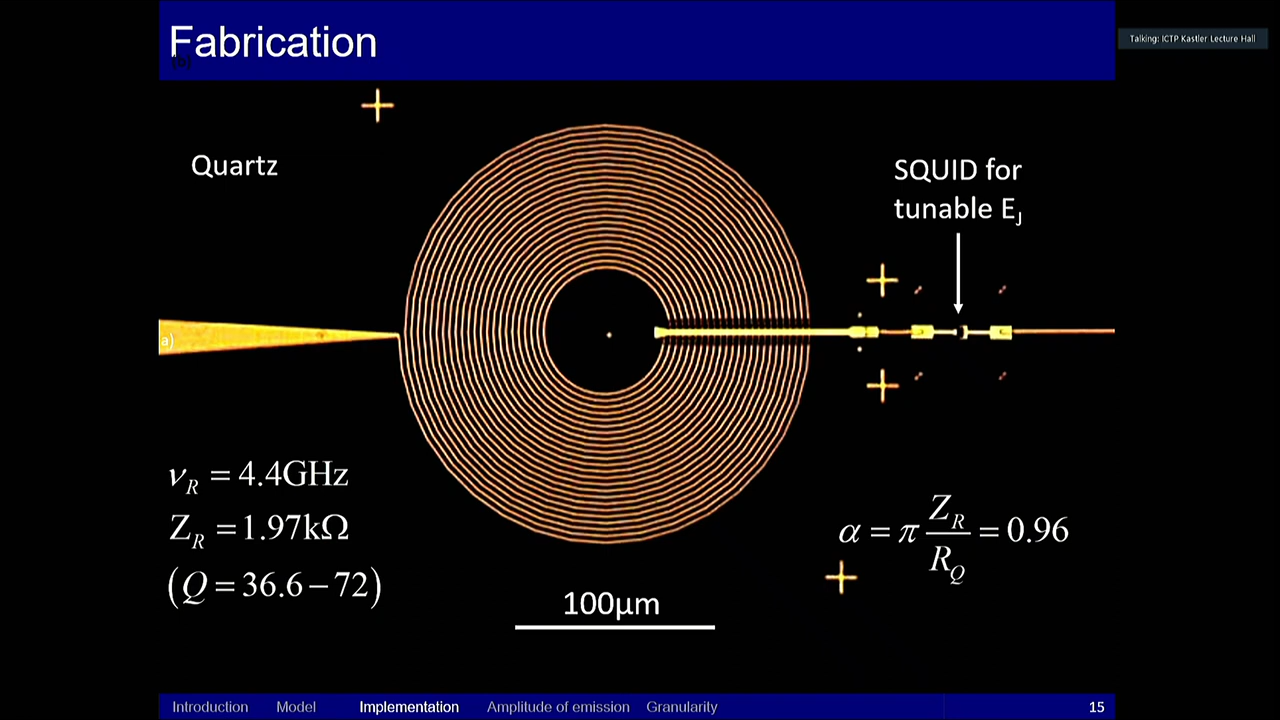 Fabrication
(b)
Talking: ICTP Kastler Lecture Hall
Quartz
SQUID for
tunable E_J
a)
ν_R = 4.4GHz
Z_R = 1.97kΩ
(Q = 36.6 – 72)
α = π Z_R / R_Q = 0.96
100μm
Introduction Model Implementation Amplitude of emission Granularity 15